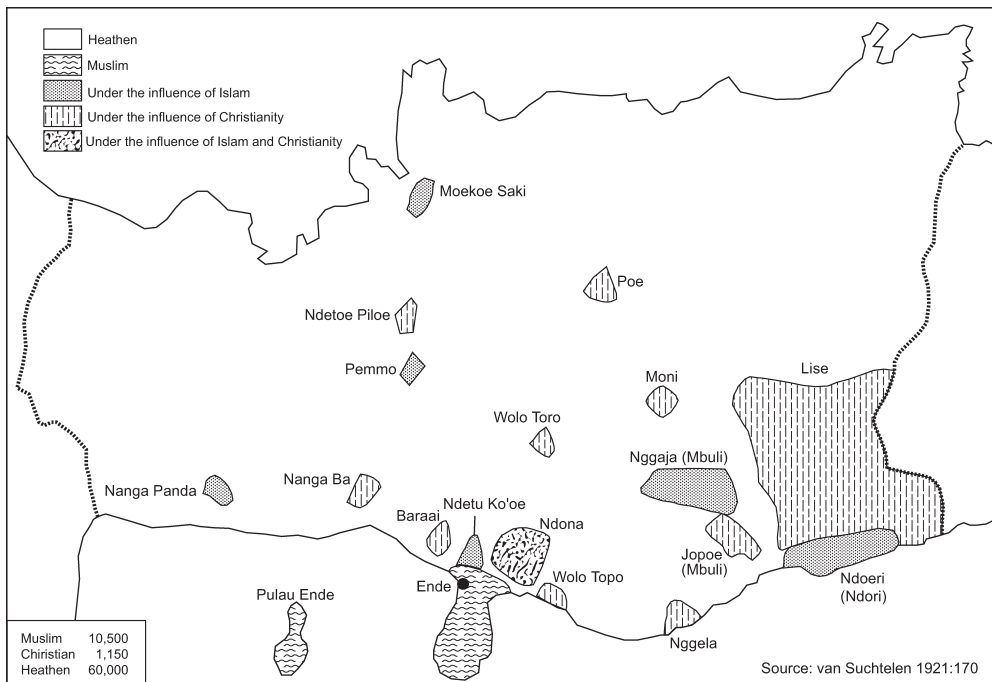 Heathen
Muslim
Under the influence of Islam
Under the influence of Christianity
Under the influence of Islam and Christianity
Moekoe Saki
Poe
Ndetoe Piloe
Pemmo
Moni
Lise
Wolo Toro
Nggaja (Mbuli)
Nanga Panda
Nanga Ba
Ndetu Ko'oe
Baraai
Ndona
Jopoe
(Mbuli)
Ende
Wolo Topo
Ndoeri
(Ndori)
Pulau Ende
Nggela
Muslim 10,500
Chiristian 1,150
Heathen 60,000
Source: van Suchtelen 1921:170